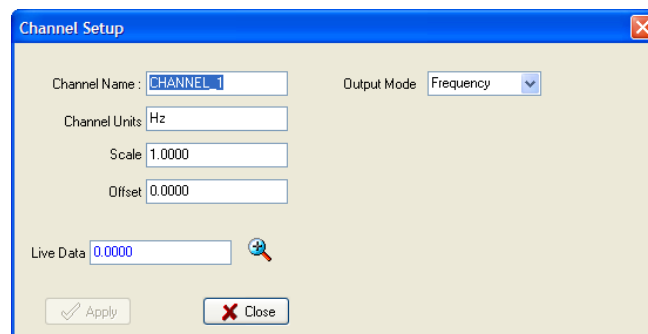 Channel Setup
Channel Name : CHANNEL_1
Output Mode Frequency
Channel Units Hz
Scale 1.0000
Offset 0.0000
Live Data 0.0000
Apply
Close